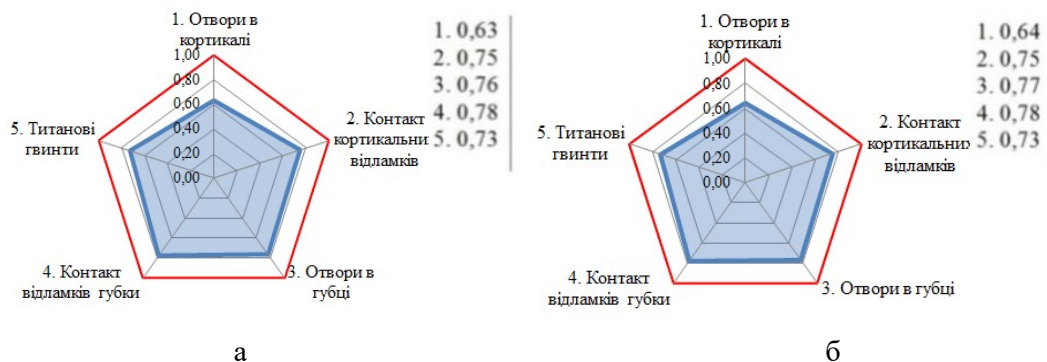 1. Отвори в
кортикалі
1,00
0,80
0,60
0,40
0,20
0,00
2. Контакт
кортикальних
відламків
3. Отвори в
губці
4. Контакт
відламків губки
5. Титанові
гвинти
1. 0,63
2. 0,75
3. 0,76
4. 0,78
5. 0,73
а
1. Отвори в
кортикалі
1,00
0,80
0,60
0,40
0,20
0,00
2. Контакт
кортикальних
відламків
3. Отвори в губці
4. Контакт
відламків губки
5. Титанові
гвинти
1. 0,64
2. 0,75
3. 0,77
4. 0,78
5. 0,73
б